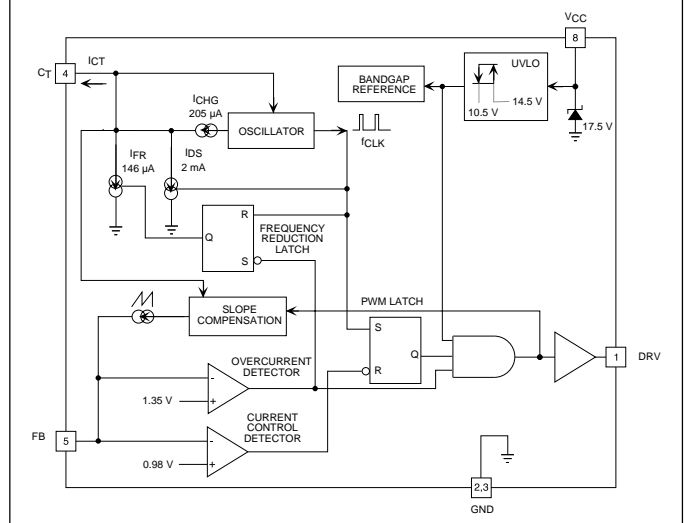 VCC
8
ICT
CT
4
UVLO
BANDGAP
REFERENCE
14.5 V
10.5 V
17.5 V
ICHG
205 µA
OSCILLATOR
fCLK
IFR
146 µA
IDS
2 mA
R
Q
S
FREQUENCY
REDUCTION
LATCH
SLOPE
COMPENSATION
PWM LATCH
S
Q
R
1
DRV
OVERCURRENT
DETECTOR
-
+
1.35 V
CURRENT
CONTROL
DETECTOR
FB
5
-
+
0.98 V
2,3
GND